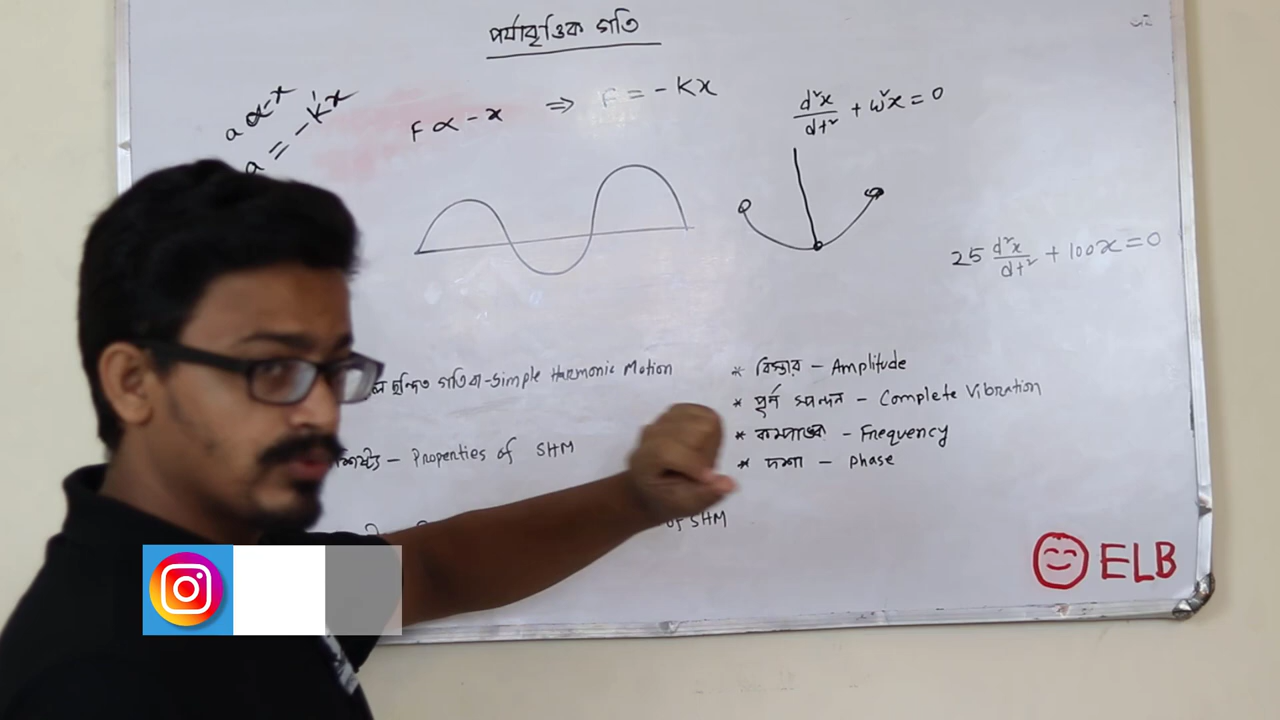 পর্যাবৃত্তিক গতি
a ∝ -x
a = -k'x
F ∝ -x ⇒ F = -Kx
d²x/dt² + ω²x = 0
25 d²x/dt² + 100x = 0
দ্বন্দিত গতি বা - Simple Harmonic Motion
- Properties of SHM
of SHM
* বিস্তার - Amplitude
* পূর্ন স্পন্দন - Complete Vibration
* কম্পাঙ্ক - Frequency
* দশা - phase
ELB